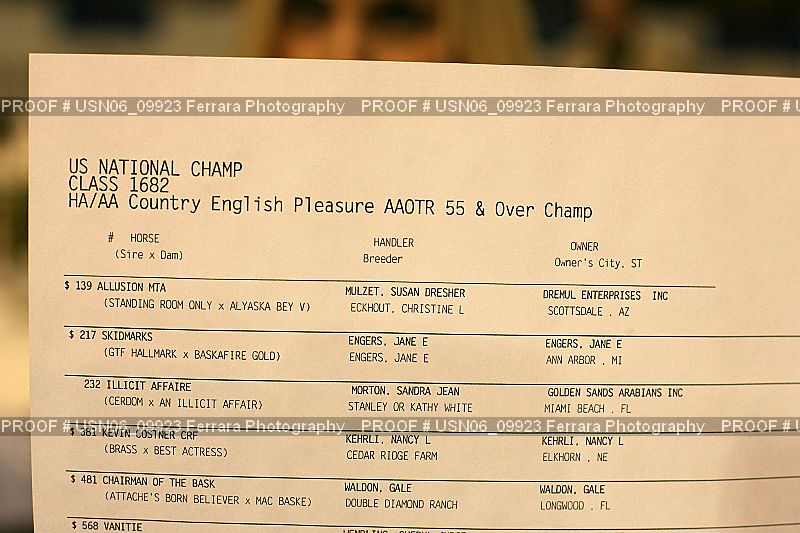 PROOF # USN06_09923 Ferrara Photography PROOF # USN06_09923 Ferrara Photography PROOF #
US NATIONAL CHAMP
CLASS 1682
HA/AA Country English Pleasure AAOTR 55 & Over Champ
# HORSE HANDLER OWNER
(Sire x Dam) Breeder Owner's City, ST
$ 139 ALLUSION MTA MULZET, SUSAN DRESHER DREMUL ENTERPRISES INC
(STANDING ROOM ONLY x ALYASKA BEY V) ECKHOUT, CHRISTINE L SCOTTSDALE , AZ
$ 217 SKIDMARKS ENGERS, JANE E ENGERS, JANE E
(GTF HALLMARK x BASKAFIRE GOLD) ENGERS, JANE E ANN ARBOR , MI
232 ILLICIT AFFAIRE MORTON, SANDRA JEAN GOLDEN SANDS ARABIANS INC
(CERDOM x AN ILLICIT AFFAIR) STANLEY OR KATHY WHITE MIAMI BEACH , FL
PROOF # USN06_09923 Ferrara Photography PROOF # USN06_09923 Ferrara Photography PROOF #
$ 381 KEVIN COSTNER CRF KEHRLI, NANCY L KEHRLI, NANCY L
(BRASS x BEST ACTRESS) CEDAR RIDGE FARM ELKHORN , NE
$ 481 CHAIRMAN OF THE BASK WALDON, GALE WALDON, GALE
(ATTACHE'S BORN BELIEVER x MAC BASKE) DOUBLE DIAMOND RANCH LONGWOOD , FL
$ 568 VANITIE